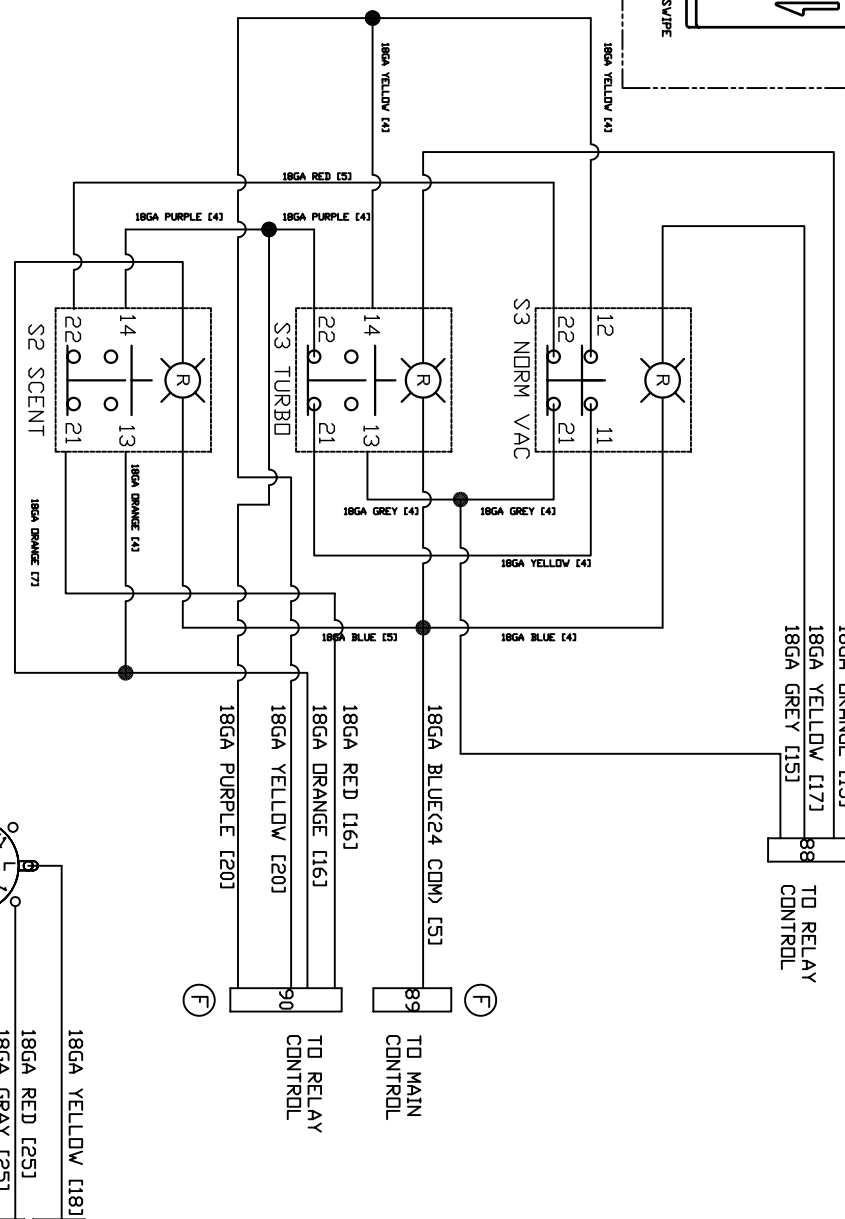 SWIPE
18GA YELLOW [4]
18GA YELLOW [4]
18GA RED [5]
18GA PURPLE [4]
18GA PURPLE [4]
22
14
R
21
13
S2 SCENT
22
14
R
21
13
S3 TURBO
22
12
R
21
11
S3 NORM VAC
18GA ORANGE [7]
18GA ORANGE [4]
18GA GREY [4]
18GA GREY [4]
18GA YELLOW [4]
18GA BLUE [5]
18GA BLUE [4]
18GA YELLOW [17]
18GA GREY [15]
88
TO RELAY
CONTROL
18GA BLUE(24 COM) [5]
18GA RED [16]
18GA ORANGE [16]
18GA YELLOW [20]
18GA PURPLE [20]
F
89
TO MAIN
CONTROL
F
90
TO RELAY
CONTROL
L
18GA YELLOW [18]
18GA RED [25]
18GA GRAY [25]